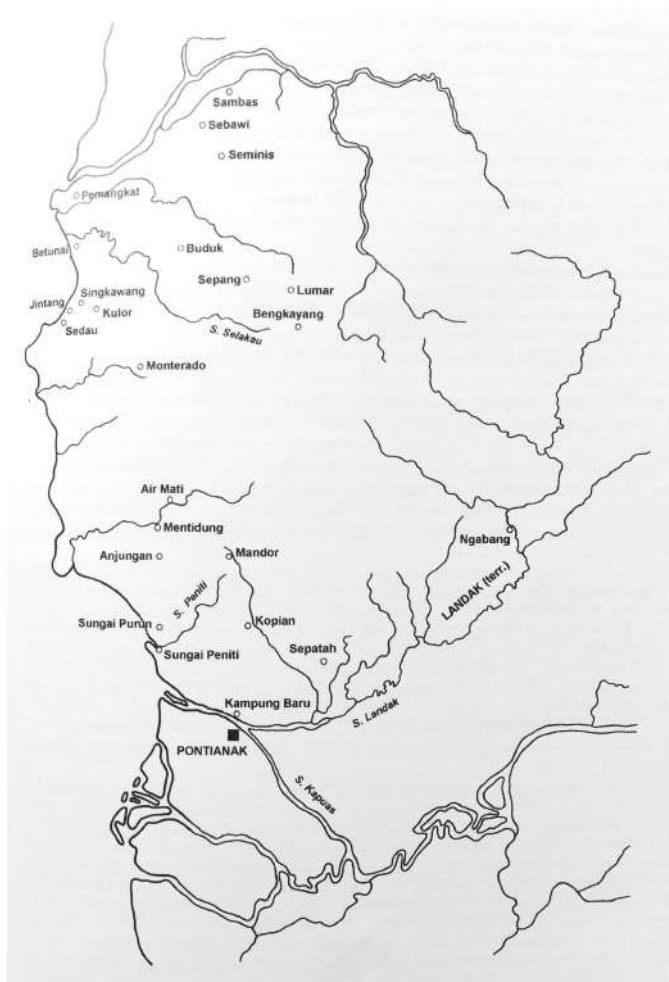 Sambas
Sebawi
Seminis
Pemangkat
Betunai
Buduk
Sepang
Lumar
Singkawang
Jintang
Kulor
Sedau
S. Selakau
Bengkayang
Monterado
Air Mati
Mentidung
Ngabang
Anjungan
Mandor
LANDAK (terr.)
S. Peniti
Sungai Purun
Kopian
Sungai Peniti
Sepatah
Kampung Baru
S. Landak
PONTIANAK
S. Kapuas